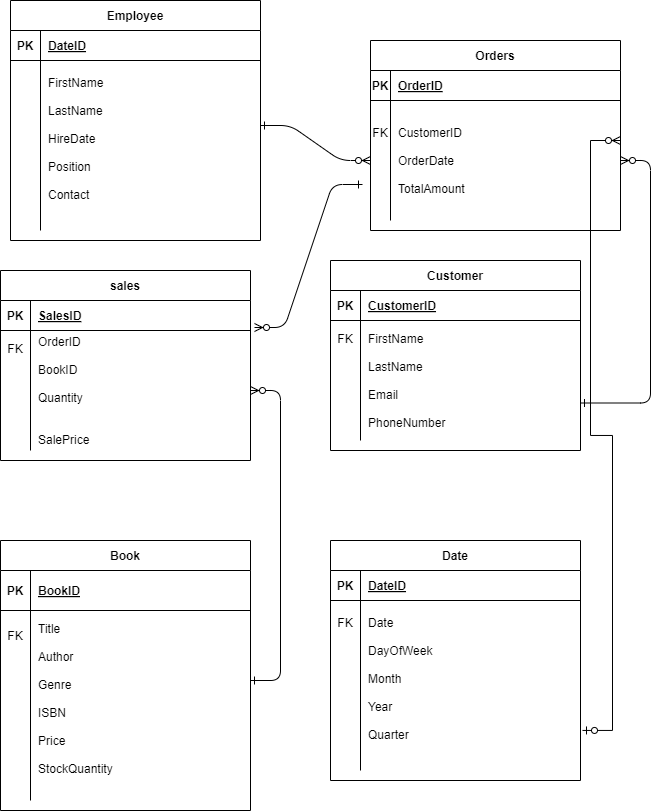 Employee
PK DateID
FirstName
LastName
HireDate
Position
Contact
Orders
PK OrderID
FK CustomerID
OrderDate
TotalAmount
sales
PK SalesID
FK OrderID
BookID
Quantity
SalePrice
Customer
PK CustomerID
FK FirstName
LastName
Email
PhoneNumber
Book
PK BookID
FK Title
Author
Genre
ISBN
Price
StockQuantity
Date
PK DateID
FK Date
DayOfWeek
Month
Year
Quarter